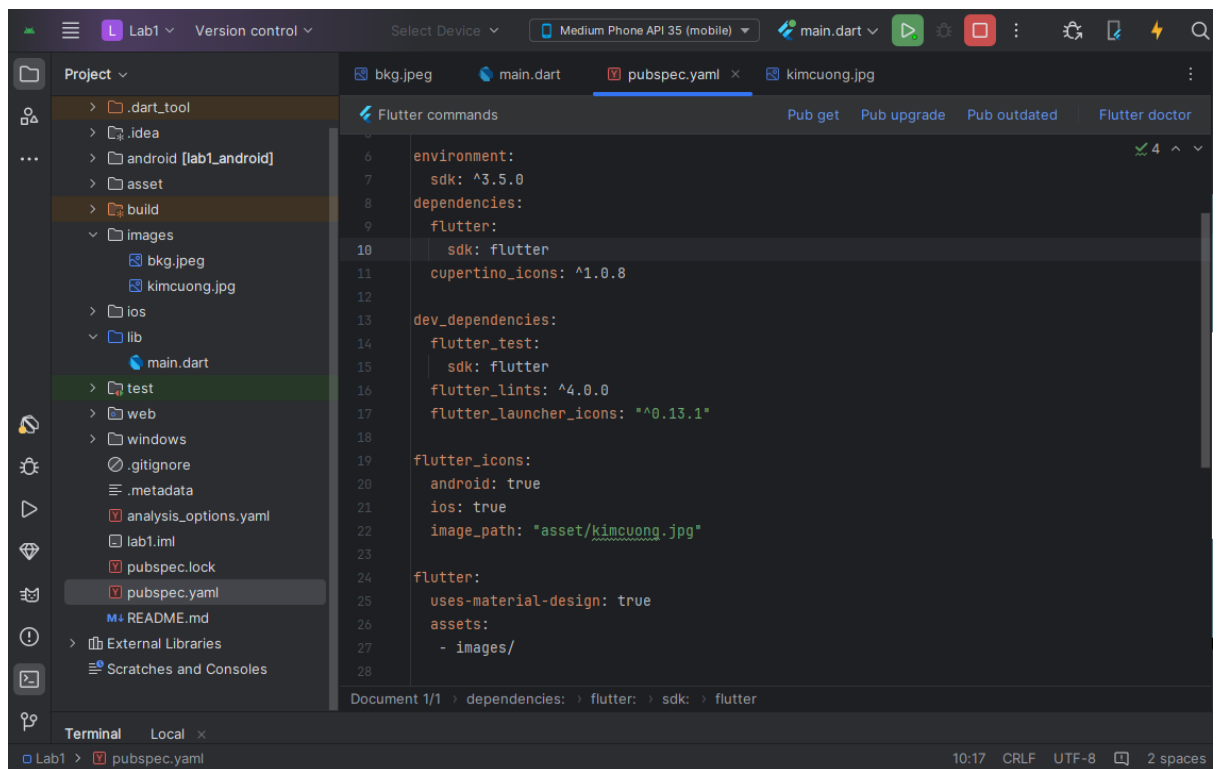 L Lab1 Version control Select Device Medium Phone API 35 (mobile) main.dart
Project
bkg.jpeg main.dart pubspec.yaml kimcuong.jpg
.dart_tool
.idea
android [lab1_android]
asset
build
images
bkg.jpeg
kimcuong.jpg
ios
lib
main.dart
test
web
windows
.gitignore
.metadata
analysis_options.yaml
lab1.iml
pubspec.lock
pubspec.yaml
M↓ README.md
External Libraries
Scratches and Consoles
Flutter commands Pub get Pub upgrade Pub outdated Flutter doctor
4
6 environment:
7 sdk: ^3.5.0
8 dependencies:
9 flutter:
10 sdk: flutter
11 cupertino_icons: ^1.0.8
12
13 dev_dependencies:
14 flutter_test:
15 sdk: flutter
16 flutter_lints: ^4.0.0
17 flutter_launcher_icons: "^0.13.1"
18
19 flutter_icons:
20 android: true
21 ios: true
22 image_path: "asset/kimcuong.jpg"
23
24 flutter:
25 uses-material-design: true
26 assets:
27 - images/
28
Document 1/1 › dependencies: › flutter: › sdk: › flutter
Terminal Local
Lab1 > pubspec.yaml 10:17 CRLF UTF-8 2 spaces